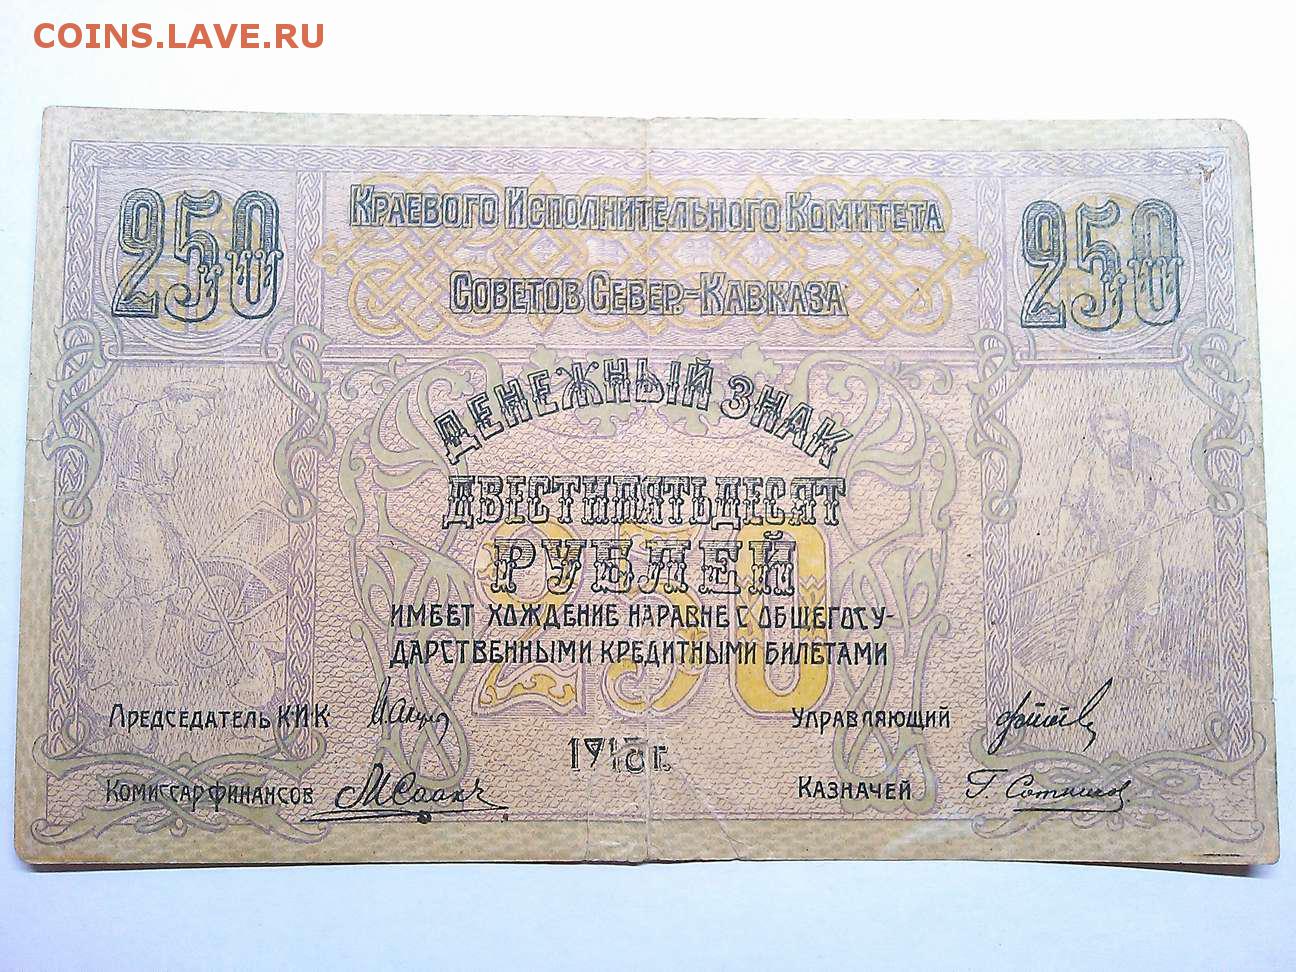 COINS.LAVE.RU
250 Краевого Исполнительного Комитета 250
Советов Север.-Кавказа
ДЕНЕЖНЫЙ ЗНАК
ДВЕСТИПЯТЬДЕСЯТ
РУБЛЕЙ
250
ИМЕЕТ ХОЖДЕНИЕ НАРАВНЕ С ОБЩЕГОСУ-
ДАРСТВЕННЫМИ КРЕДИТНЫМИ БИЛЕТАМИ
Председатель КИК Управляющий
1918 г.
Комиссар финансов Казначей